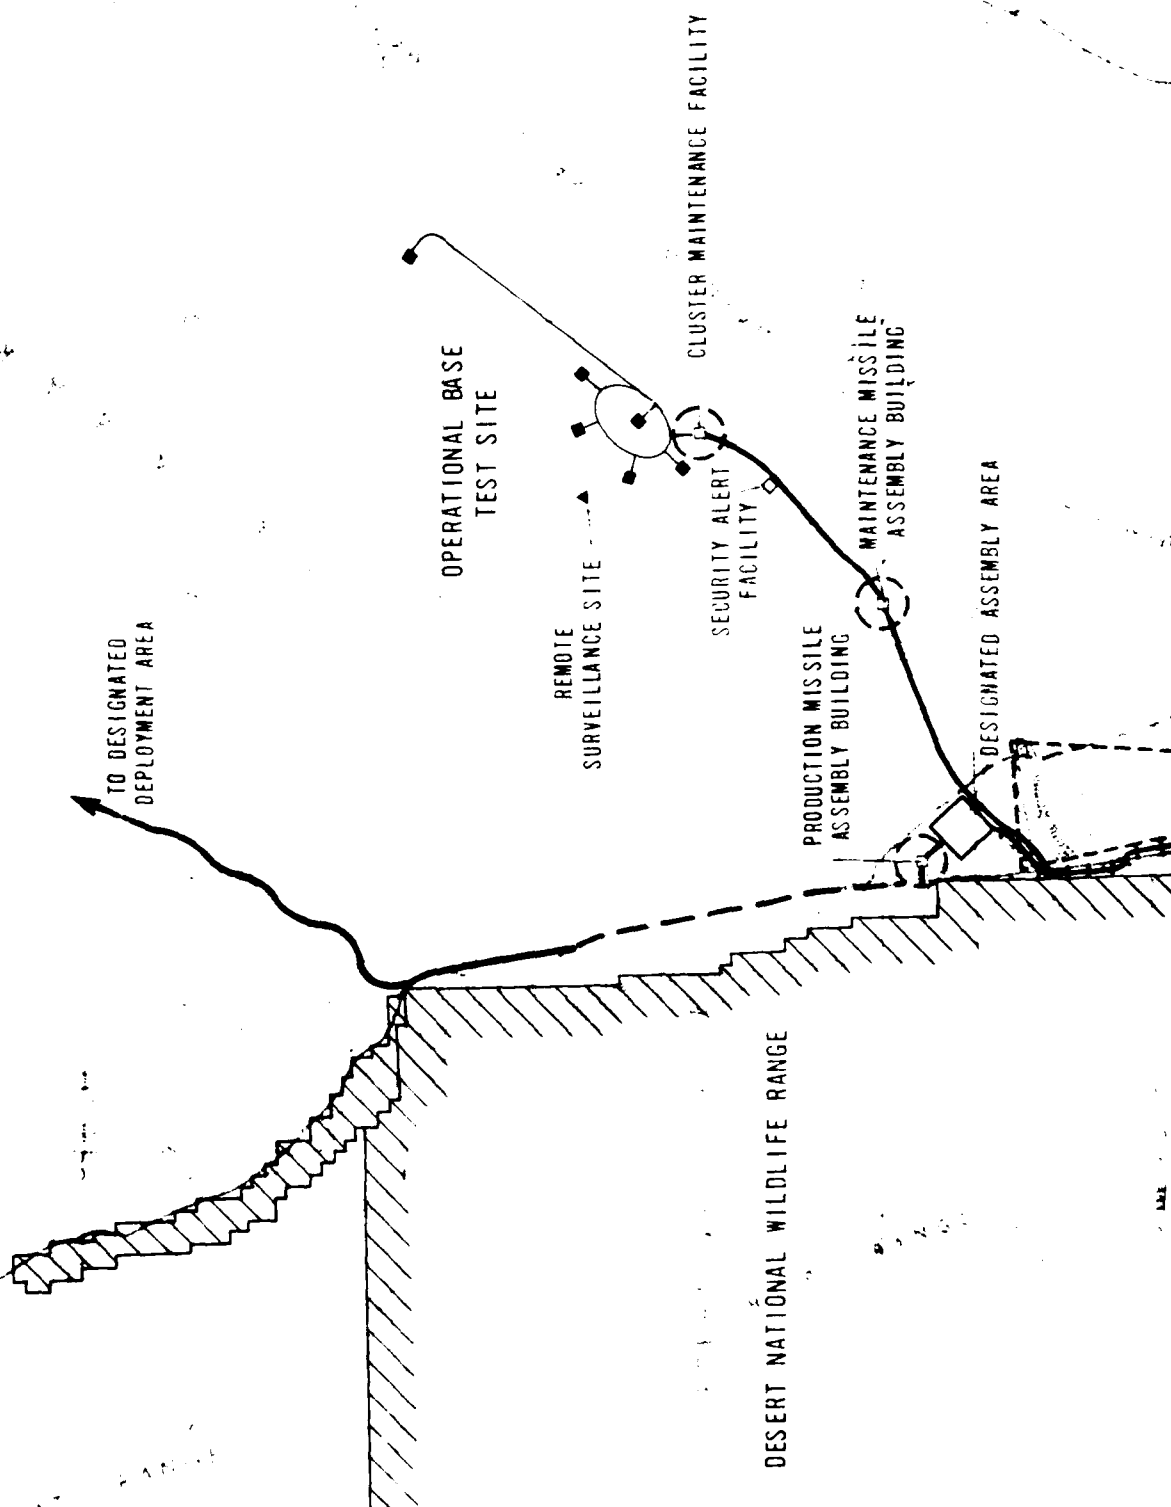 TO DESIGNATED
DEPLOYMENT AREA
OPERATIONAL BASE
TEST SITE
REMOTE
SURVEILLANCE SITE
CLUSTER MAINTENANCE FACILITY
SECURITY ALERT
FACILITY
MAINTENANCE MISSILE
ASSEMBLY BUILDING
PRODUCTION MISSILE
ASSEMBLY BUILDING
DESIGNATED ASSEMBLY AREA
DESERT NATIONAL WILDLIFE RANGE
RANGE